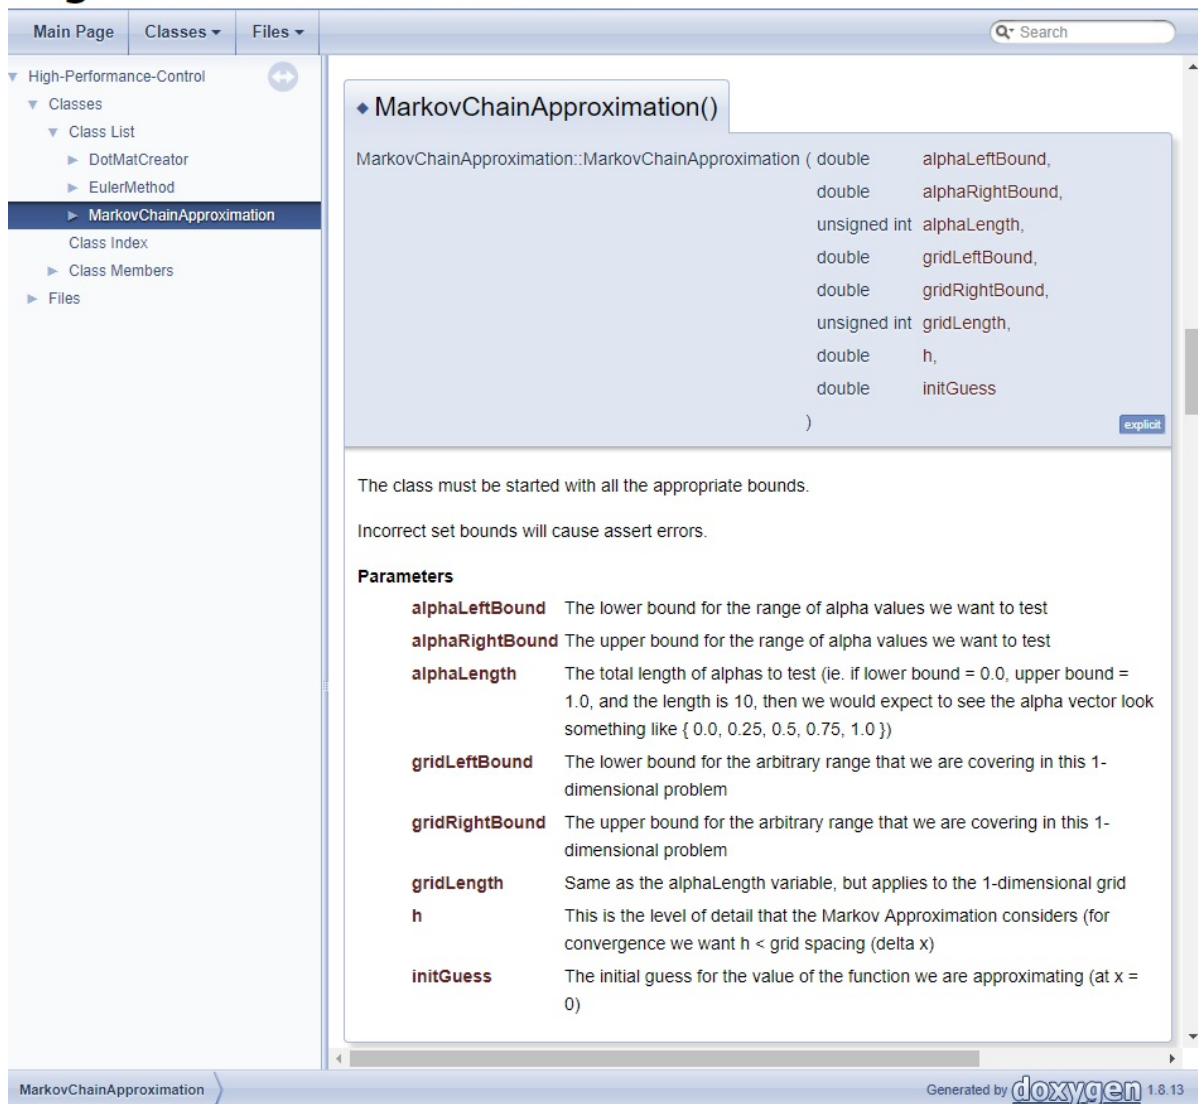 Main Page Classes Files Search
High-Performance-Control
Classes
Class List
DotMatCreator
EulerMethod
MarkovChainApproximation
Class Index
Class Members
Files
MarkovChainApproximation()
MarkovChainApproximation::MarkovChainApproximation ( double alphaLeftBound,
double alphaRightBound,
unsigned int alphaLength,
double gridLeftBound,
double gridRightBound,
unsigned int gridLength,
double h,
double initGuess
)
explicit
The class must be started with all the appropriate bounds.
Incorrect set bounds will cause assert errors.
Parameters
alphaLeftBound The lower bound for the range of alpha values we want to test
alphaRightBound The upper bound for the range of alpha values we want to test
alphaLength The total length of alphas to test (ie. if lower bound = 0.0, upper bound =
1.0, and the length is 10, then we would expect to see the alpha vector look
something like { 0.0, 0.25, 0.5, 0.75, 1.0 })
gridLeftBound The lower bound for the arbitrary range that we are covering in this 1-
dimensional problem
gridRightBound The upper bound for the arbitrary range that we are covering in this 1-
dimensional problem
gridLength Same as the alphaLength variable, but applies to the 1-dimensional grid
h This is the level of detail that the Markov Approximation considers (for
convergence we want h < grid spacing (delta x)
initGuess The initial guess for the value of the function we are approximating (at x =
0)
MarkovChainApproximation
Generated by doxygen 1.8.13